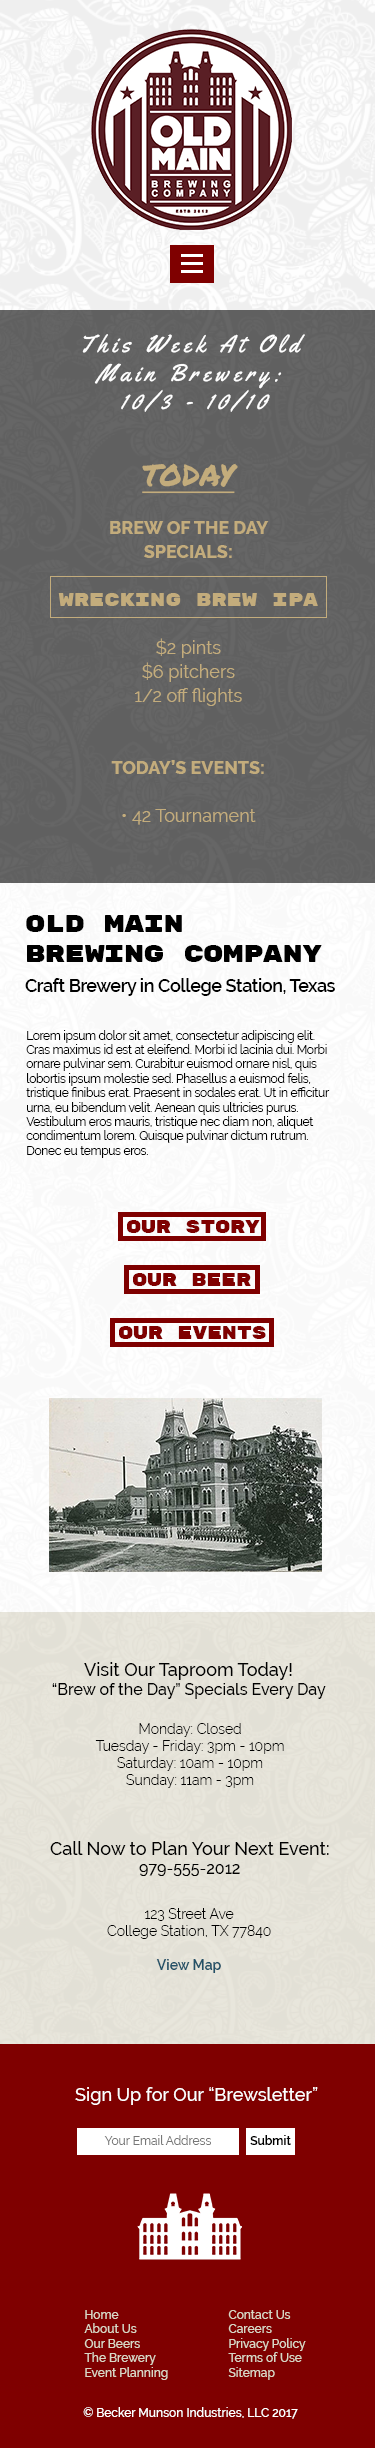 OLD
MAIN
BREWING
COMPANY
ESTD 2012
This Week At Old
Main Brewery:
10/3 - 10/10
TODAY
BREW OF THE DAY
SPECIALS:
WRECKING BREW IPA
$2 pints
$6 pitchers
1/2 off flights
TODAY'S EVENTS:
• 42 Tournament
OLD MAIN
BREWING COMPANY
Craft Brewery in College Station, Texas
Lorem ipsum dolor sit amet, consectetur adipiscing elit.
Cras maximus id est at eleifend. Morbi id lacinia dui. Morbi
ornare pulvinar sem. Curabitur euismod ornare nisl, quis
lobortis ipsum molestie sed. Phasellus a euismod felis,
tristique finibus erat. Praesent in sodales erat. Ut in efficitur
urna, eu bibendum velit. Aenean quis ultricies purus.
Vestibulum eros mauris, tristique nec diam non, aliquet
condimentum lorem. Quisque pulvinar dictum rutrum.
Donec eu tempus eros.
OUR STORY
OUR BEER
OUR EVENTS
Visit Our Taproom Today!
“Brew of the Day” Specials Every Day
Monday: Closed
Tuesday - Friday: 3pm - 10pm
Saturday: 10am - 10pm
Sunday: 11am - 3pm
Call Now to Plan Your Next Event:
979-555-2012
123 Street Ave
College Station, TX 77840
View Map
Sign Up for Our “Brewsletter”
Your Email Address
Submit
Home
About Us
Our Beers
The Brewery
Event Planning
Contact Us
Careers
Privacy Policy
Terms of Use
Sitemap
© Becker Munson Industries, LLC 2017